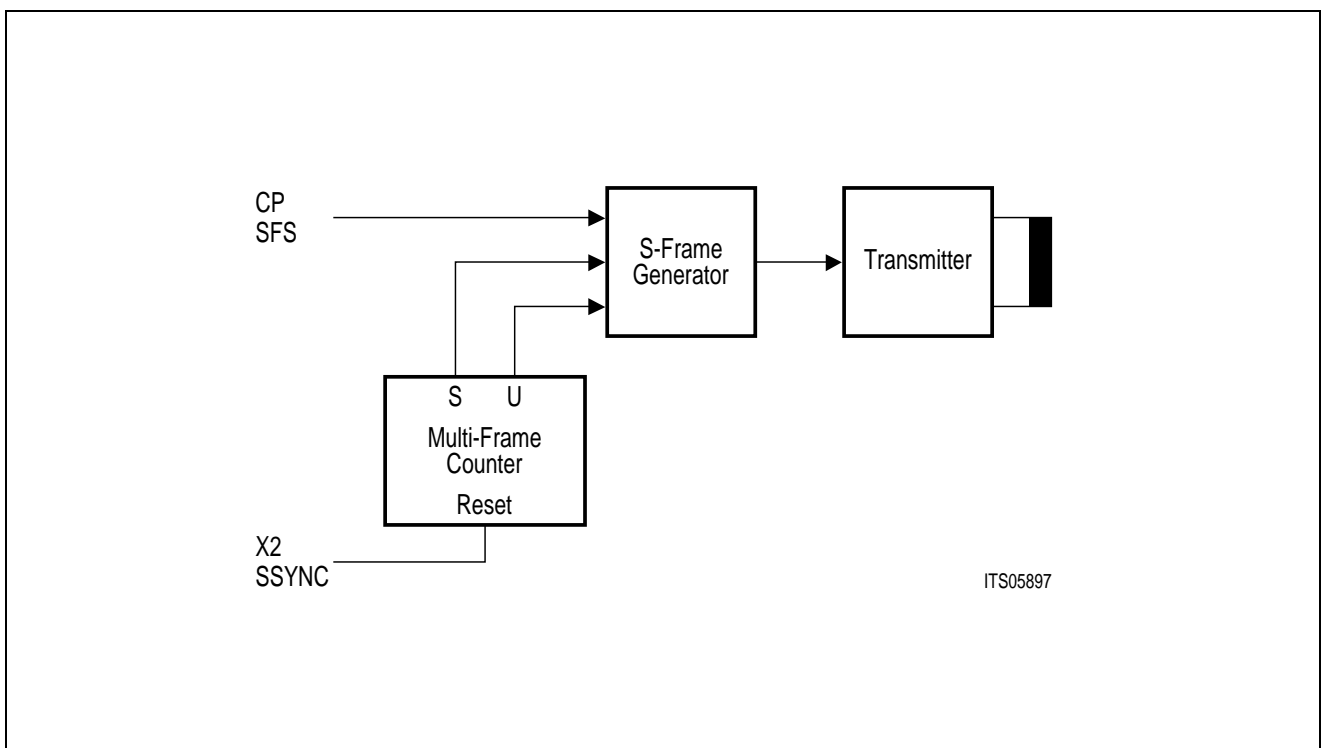 CP
SFS
S-Frame
Generator
Transmitter
S U
Multi-Frame
Counter
Reset
X2
SSYNC
ITS05897